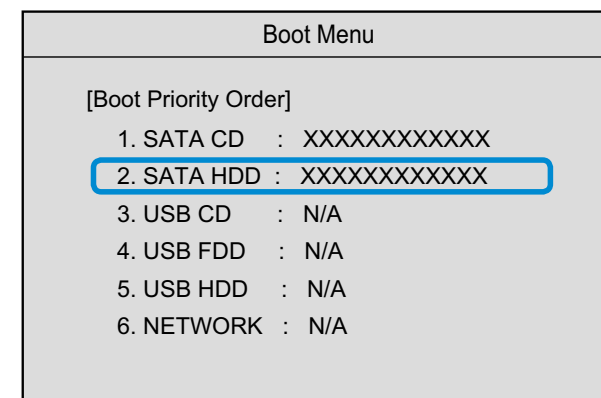 Boot Menu
[Boot Priority Order]
1. SATA CD : XXXXXXXXXXXX
2. SATA HDD : XXXXXXXXXXXX
3. USB CD : N/A
4. USB FDD : N/A
5. USB HDD : N/A
6. NETWORK : N/A